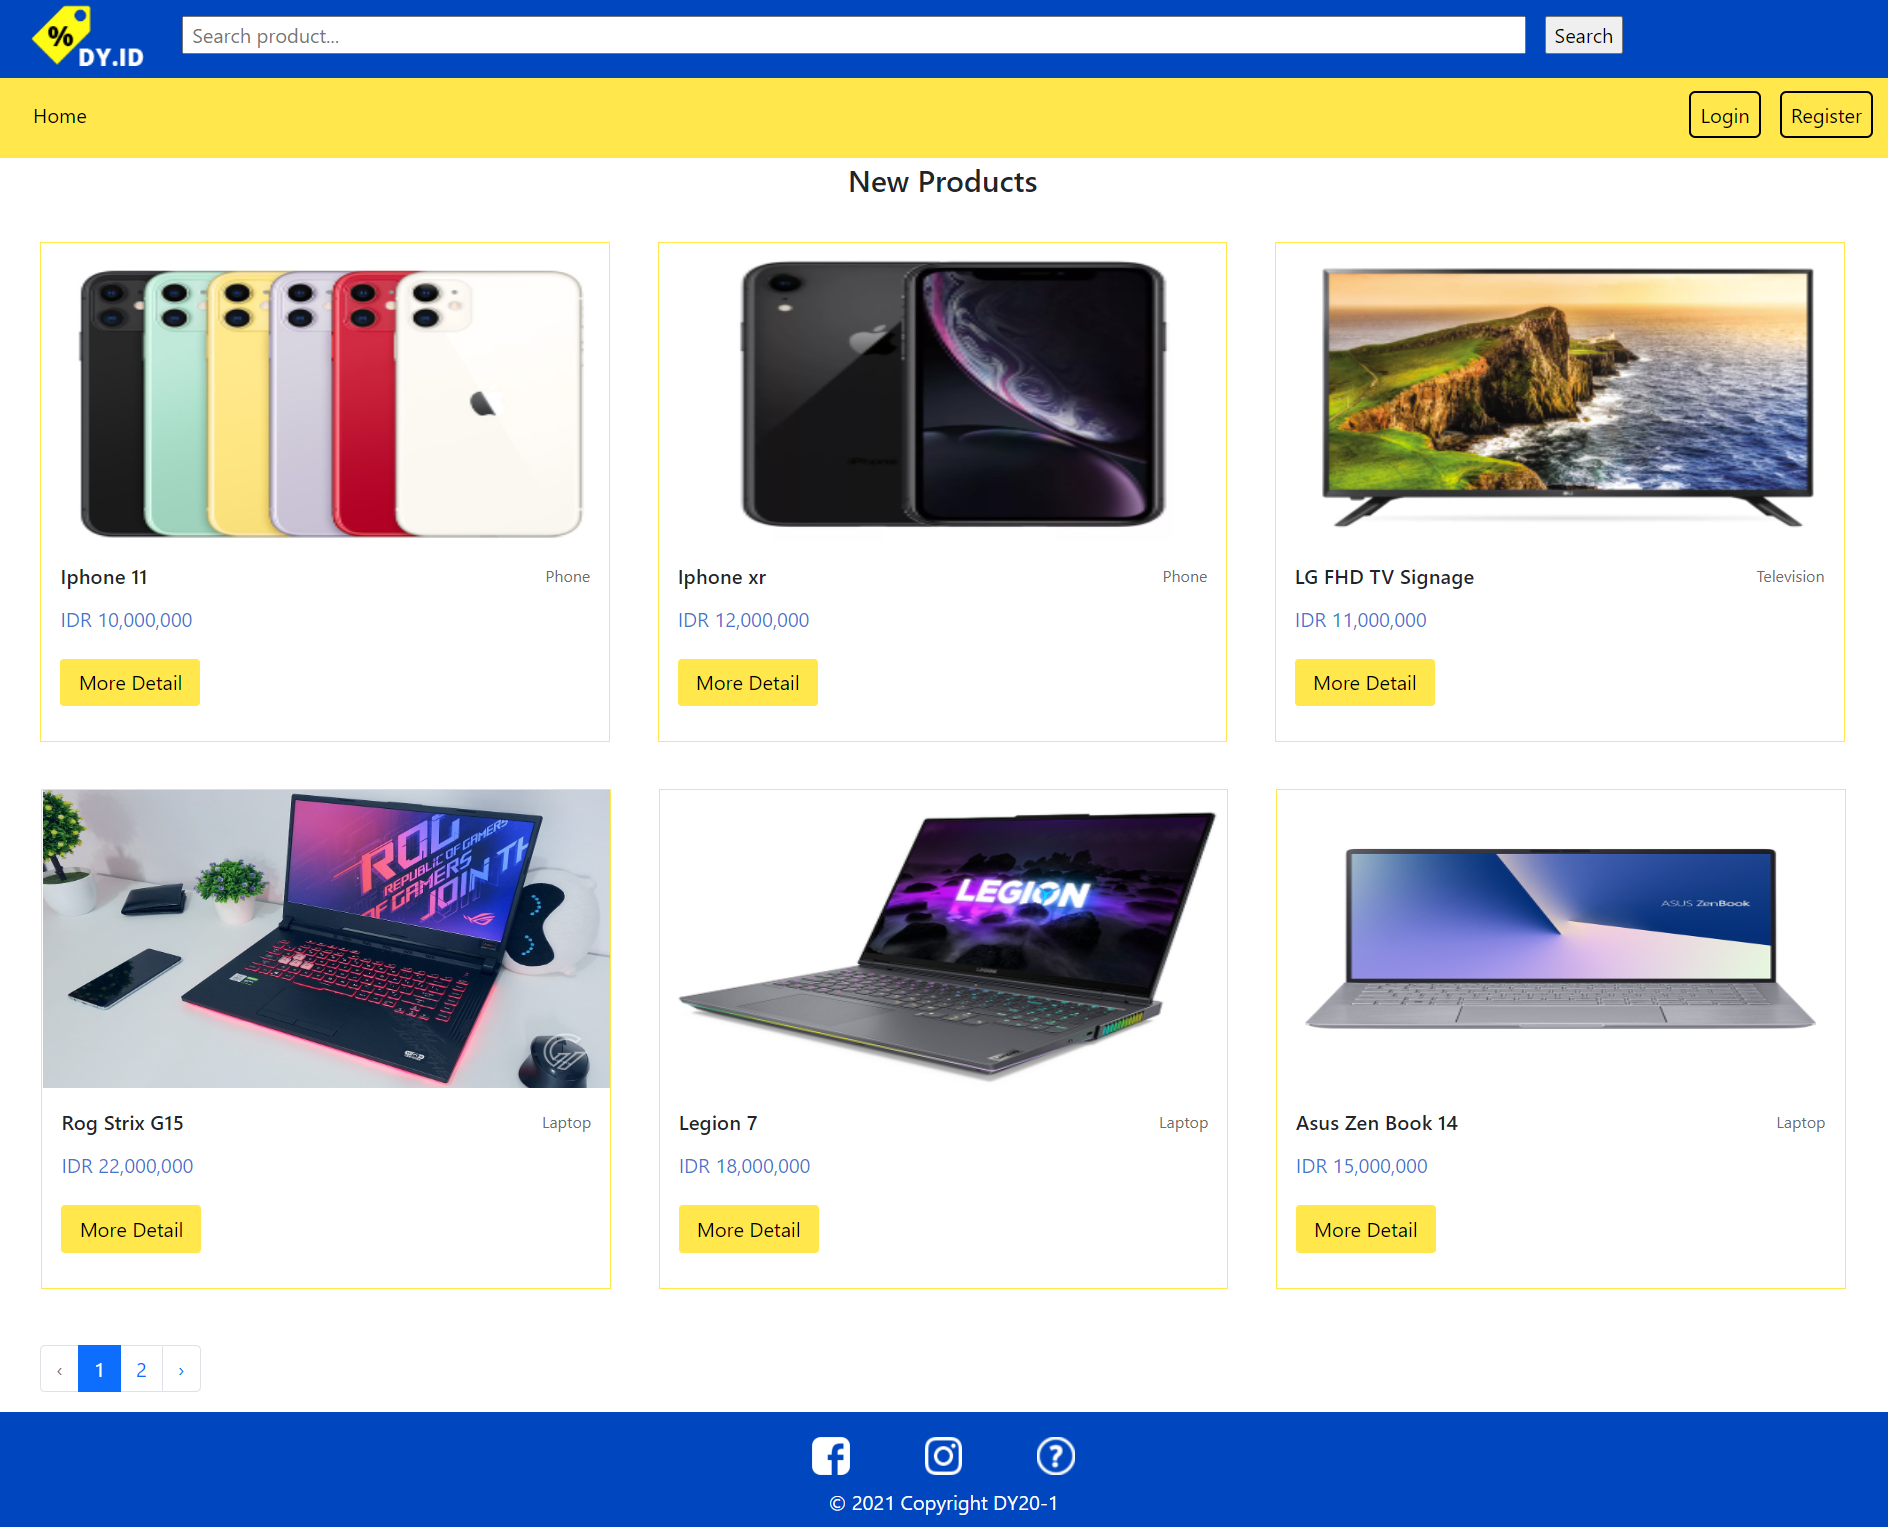 %
DY.ID
Search product...
Search
Home
Login
Register
New Products
Iphone 11
Phone
IDR 10,000,000
More Detail
Iphone xr
Phone
IDR 12,000,000
More Detail
LG FHD TV Signage
Television
IDR 11,000,000
More Detail
ROG
REPUBLIC OF GAMERS
OF GAMERS
JOIN TH
Rog Strix G15
Laptop
IDR 22,000,000
More Detail
LEGION
Legion 7
Laptop
IDR 18,000,000
More Detail
ASUS ZenBook
Asus Zen Book 14
Laptop
IDR 15,000,000
More Detail
‹
1
2
›
© 2021 Copyright DY20-1